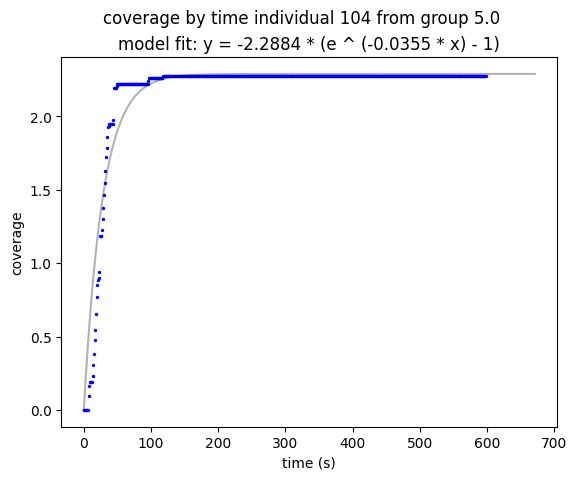 coverage by time individual 104 from group 5.0
model fit: y = -2.2884 * (e ^ (-0.0355 * x) - 1)
2.0
1.5
1.0
0.5
0.0
coverage
0 100 200 300 400 500 600 700
time (s)